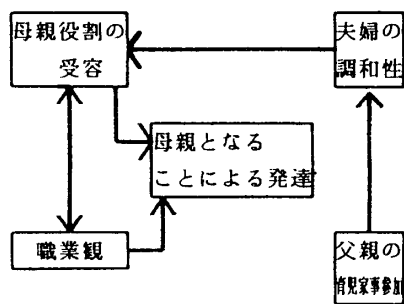 母親役割の
受容
夫婦の
調和性
母親となる
ことによる発達
職業観
父親の
育児家事参加